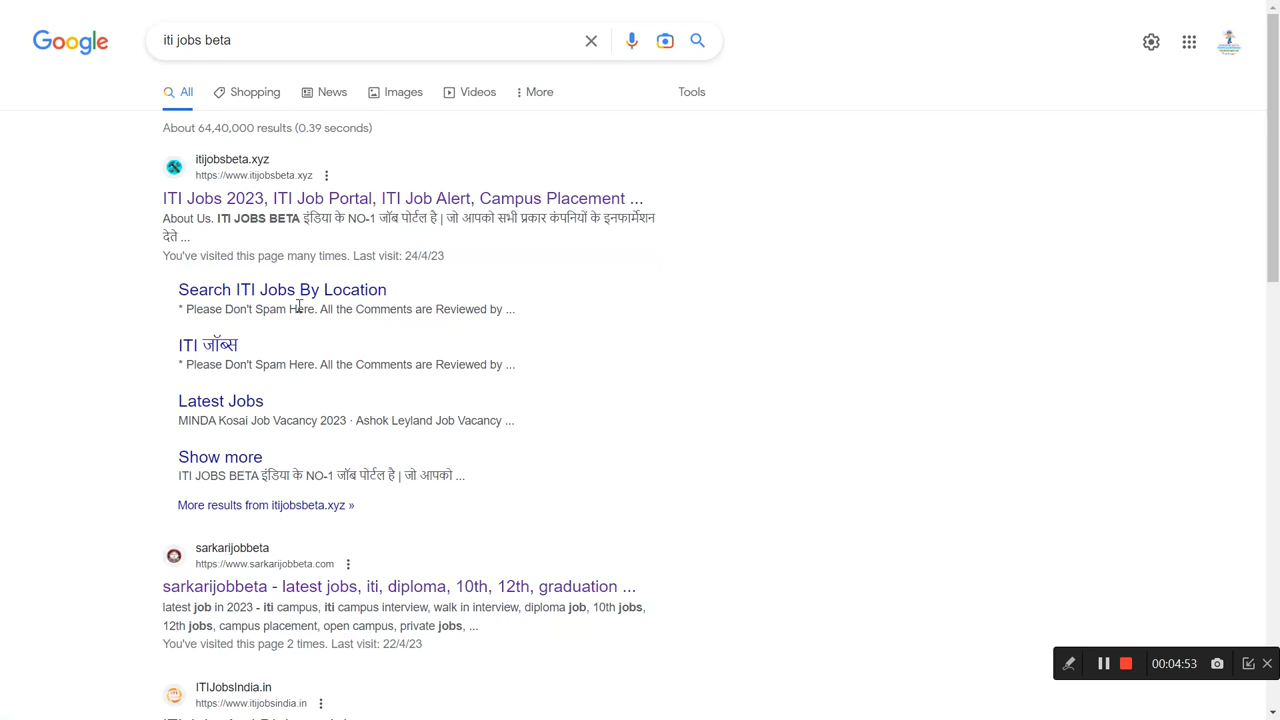 Google
iti jobs beta
All
Shopping
News
Images
Videos
More
Tools
About 64,40,000 results (0.39 seconds)
itijobsbeta.xyz
https://www.itijobsbeta.xyz
ITI Jobs 2023, ITI Job Portal, ITI Job Alert, Campus Placement ...
About Us. ITI JOBS BETA इंडिया के NO-1 जॉब पोर्टल है | जो आपको सभी प्रकार कंपनियों के इनफार्मेशन
देते ...
You've visited this page many times. Last visit: 24/4/23
Search ITI Jobs By Location
* Please Don't Spam Here. All the Comments are Reviewed by ...
ITI जॉब्स
* Please Don't Spam Here. All the Comments are Reviewed by ...
Latest Jobs
MINDA Kosai Job Vacancy 2023 · Ashok Leyland Job Vacancy ...
Show more
ITI JOBS BETA इंडिया के NO-1 जॉब पोर्टल है | जो आपको ...
More results from itijobsbeta.xyz »
sarkarijobbeta
https://www.sarkarijobbeta.com
sarkarijobbeta - latest jobs, iti, diploma, 10th, 12th, graduation ...
latest job in 2023 - iti campus, iti campus interview, walk in interview, diploma job, 10th jobs,
12th jobs, campus placement, open campus, private jobs, ...
You've visited this page 2 times. Last visit: 22/4/23
00:04:53
ITIJobsIndia.in
https://www.itijobsindia.in